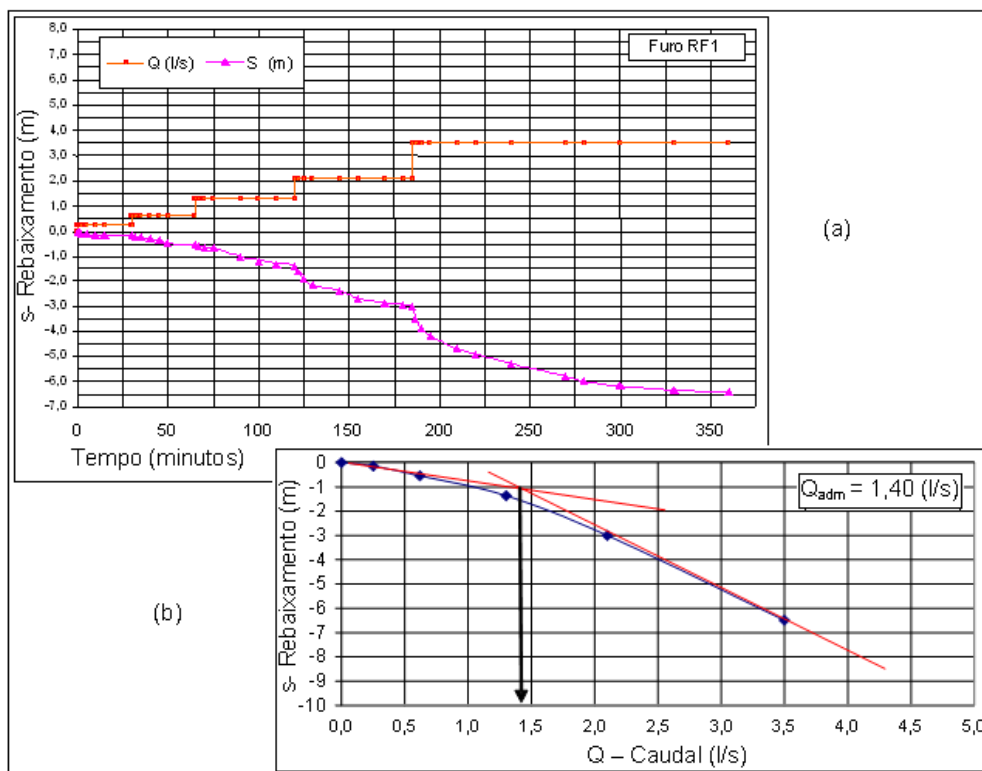 Furo RF1
Q (l/s) S (m)
s- Rebaixamento (m)
8,0
7,0
6,0
5,0
4,0
3,0
2,0
1,0
0,0
-1,0
-2,0
-3,0
-4,0
-5,0
-6,0
-7,0
0 50 100 150 200 250 300 350
Tempo (minutos)
(a)
Qadm = 1,40 (l/s)
s- Rebaixamento (m)
0
-1
-2
-3
-4
-5
-6
-7
-8
-9
-10
0,0 0,5 1,0 1,5 2,0 2,5 3,0 3,5 4,0 4,5 5,0
Q – Caudal (l/s)
(b)